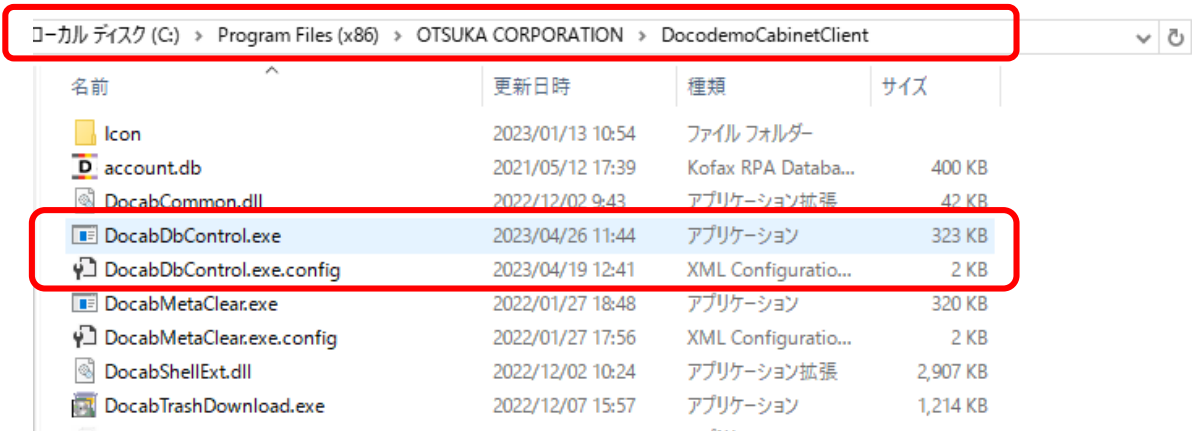 ローカル ディスク (C:) › Program Files (x86) › OTSUKA CORPORATION › DocodemoCabinetClient
名前 更新日時 種類 サイズ
Icon 2023/01/13 10:54 ファイル フォルダー
account.db 2021/05/12 17:39 Kofax RPA Databa... 400 KB
DocabCommon.dll 2022/12/02 9:43 アプリケーション拡張 42 KB
DocabDbControl.exe 2023/04/26 11:44 アプリケーション 323 KB
DocabDbControl.exe.config 2023/04/19 12:41 XML Configuratio... 2 KB
DocabMetaClear.exe 2022/01/27 18:48 アプリケーション 320 KB
DocabMetaClear.exe.config 2022/01/27 17:56 XML Configuratio... 2 KB
DocabShellExt.dll 2022/12/02 10:24 アプリケーション拡張 2,907 KB
DocabTrashDownload.exe 2022/12/07 15:57 アプリケーション 1,214 KB